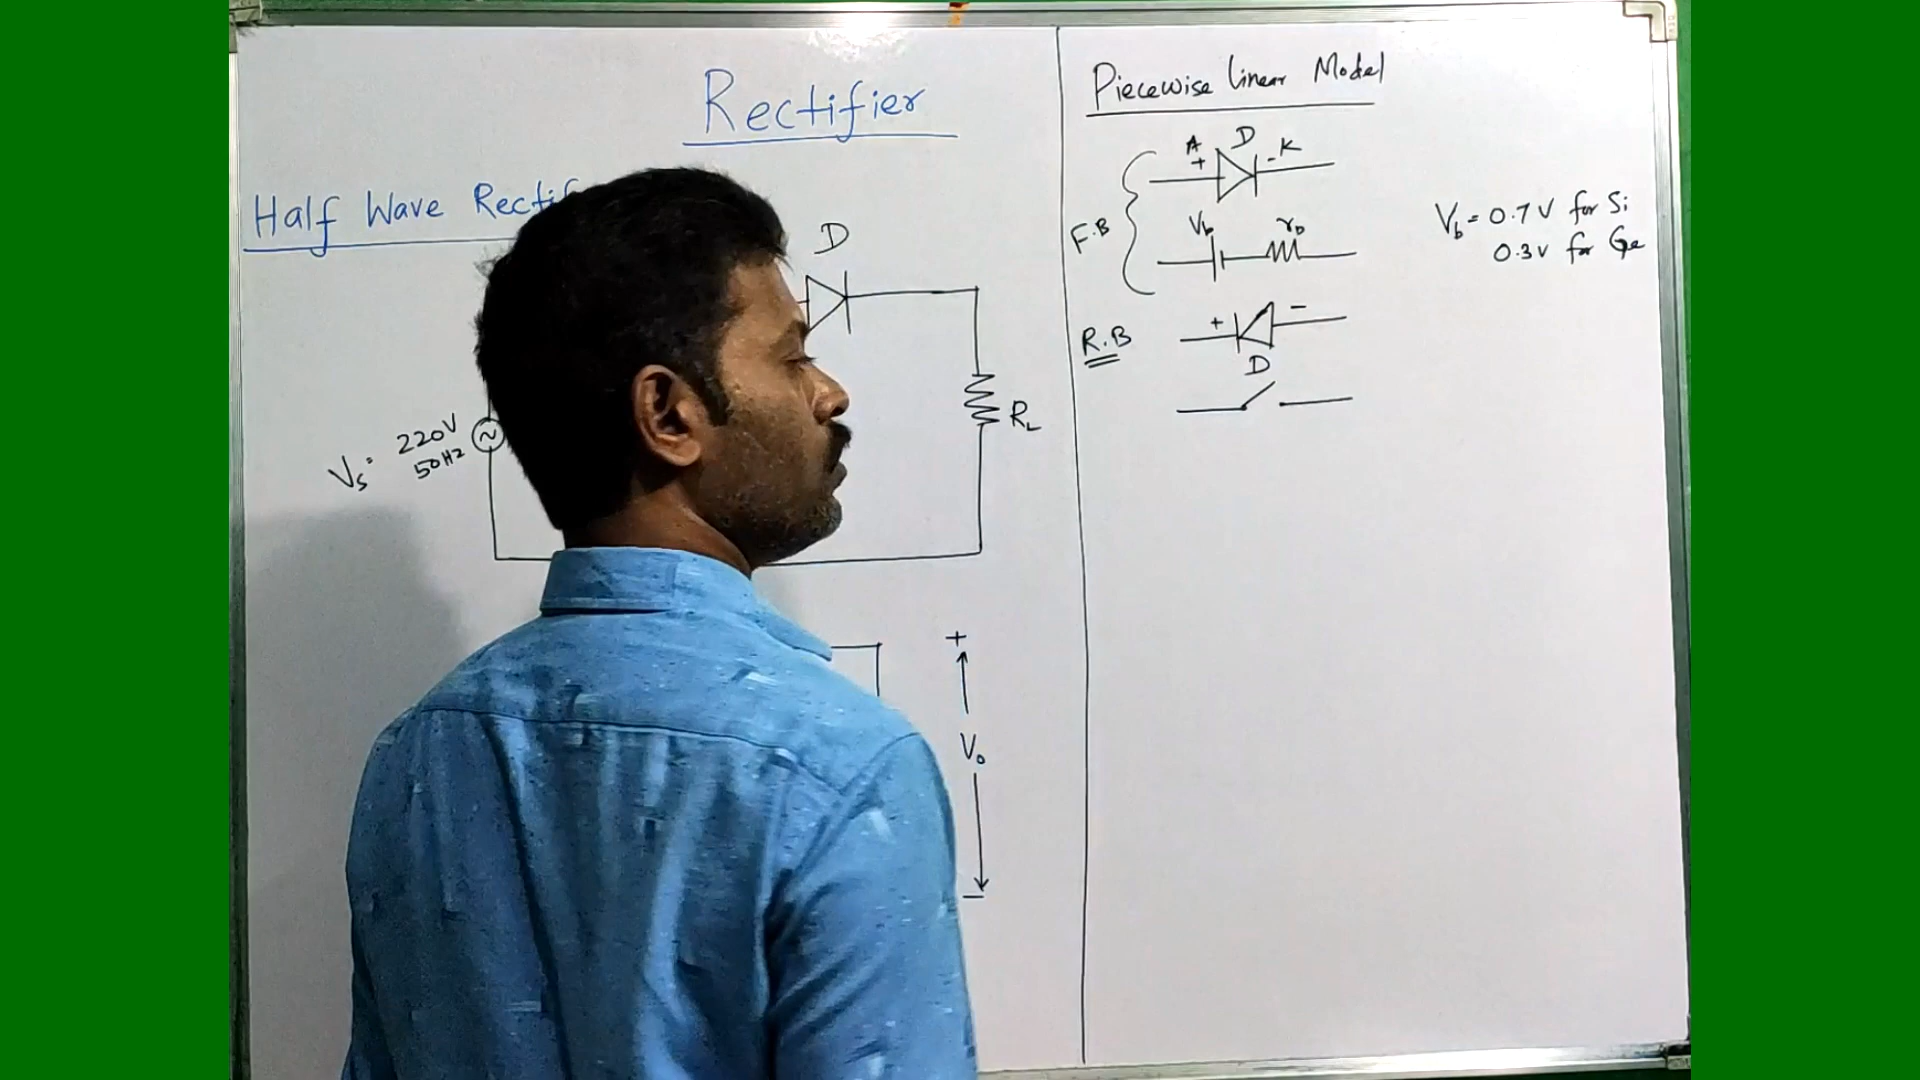 Rectifier
Half Wave
D
Vs = 220V
50Hz
RL
+
Vo
-
Piecewise Linear Model
A D K
+ -
F.B
Vb rD
Vb = 0.7V for Si
0.3V for Ge
R.B + -
D